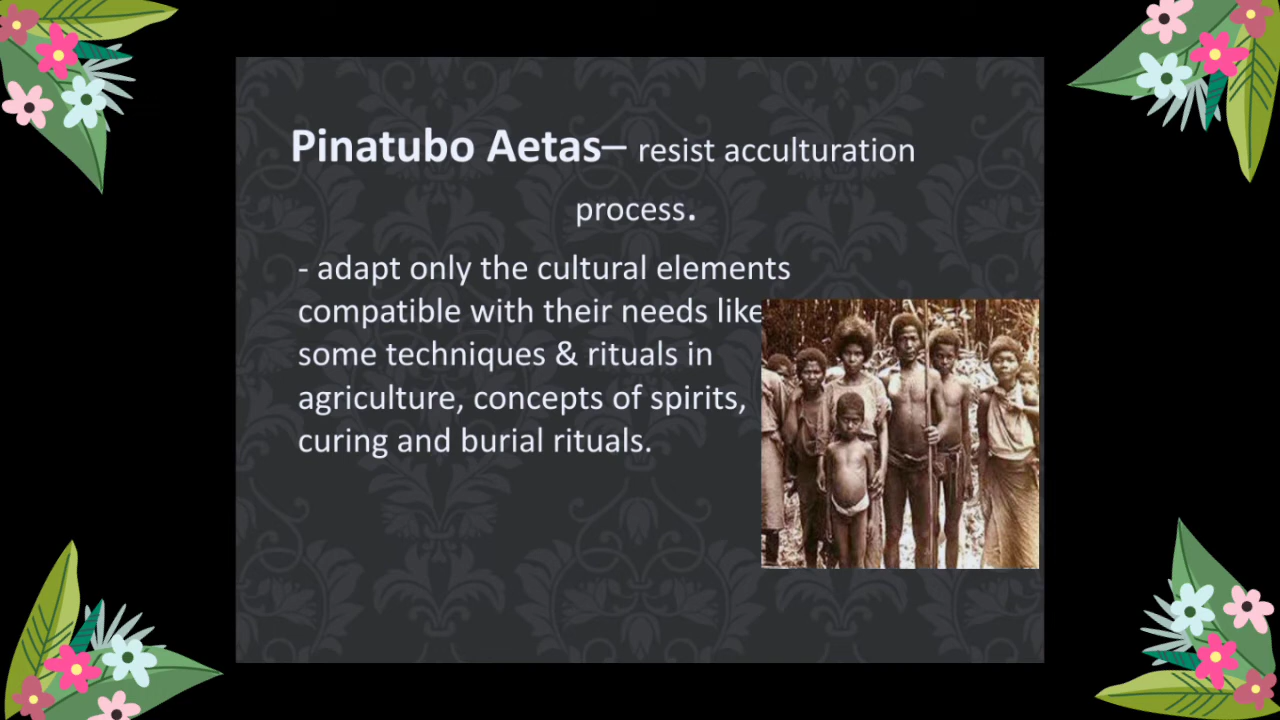 Pinatubo Aetas– resist acculturation
process.
- adapt only the cultural elements
compatible with their needs like
some techniques & rituals in
agriculture, concepts of spirits,
curing and burial rituals.